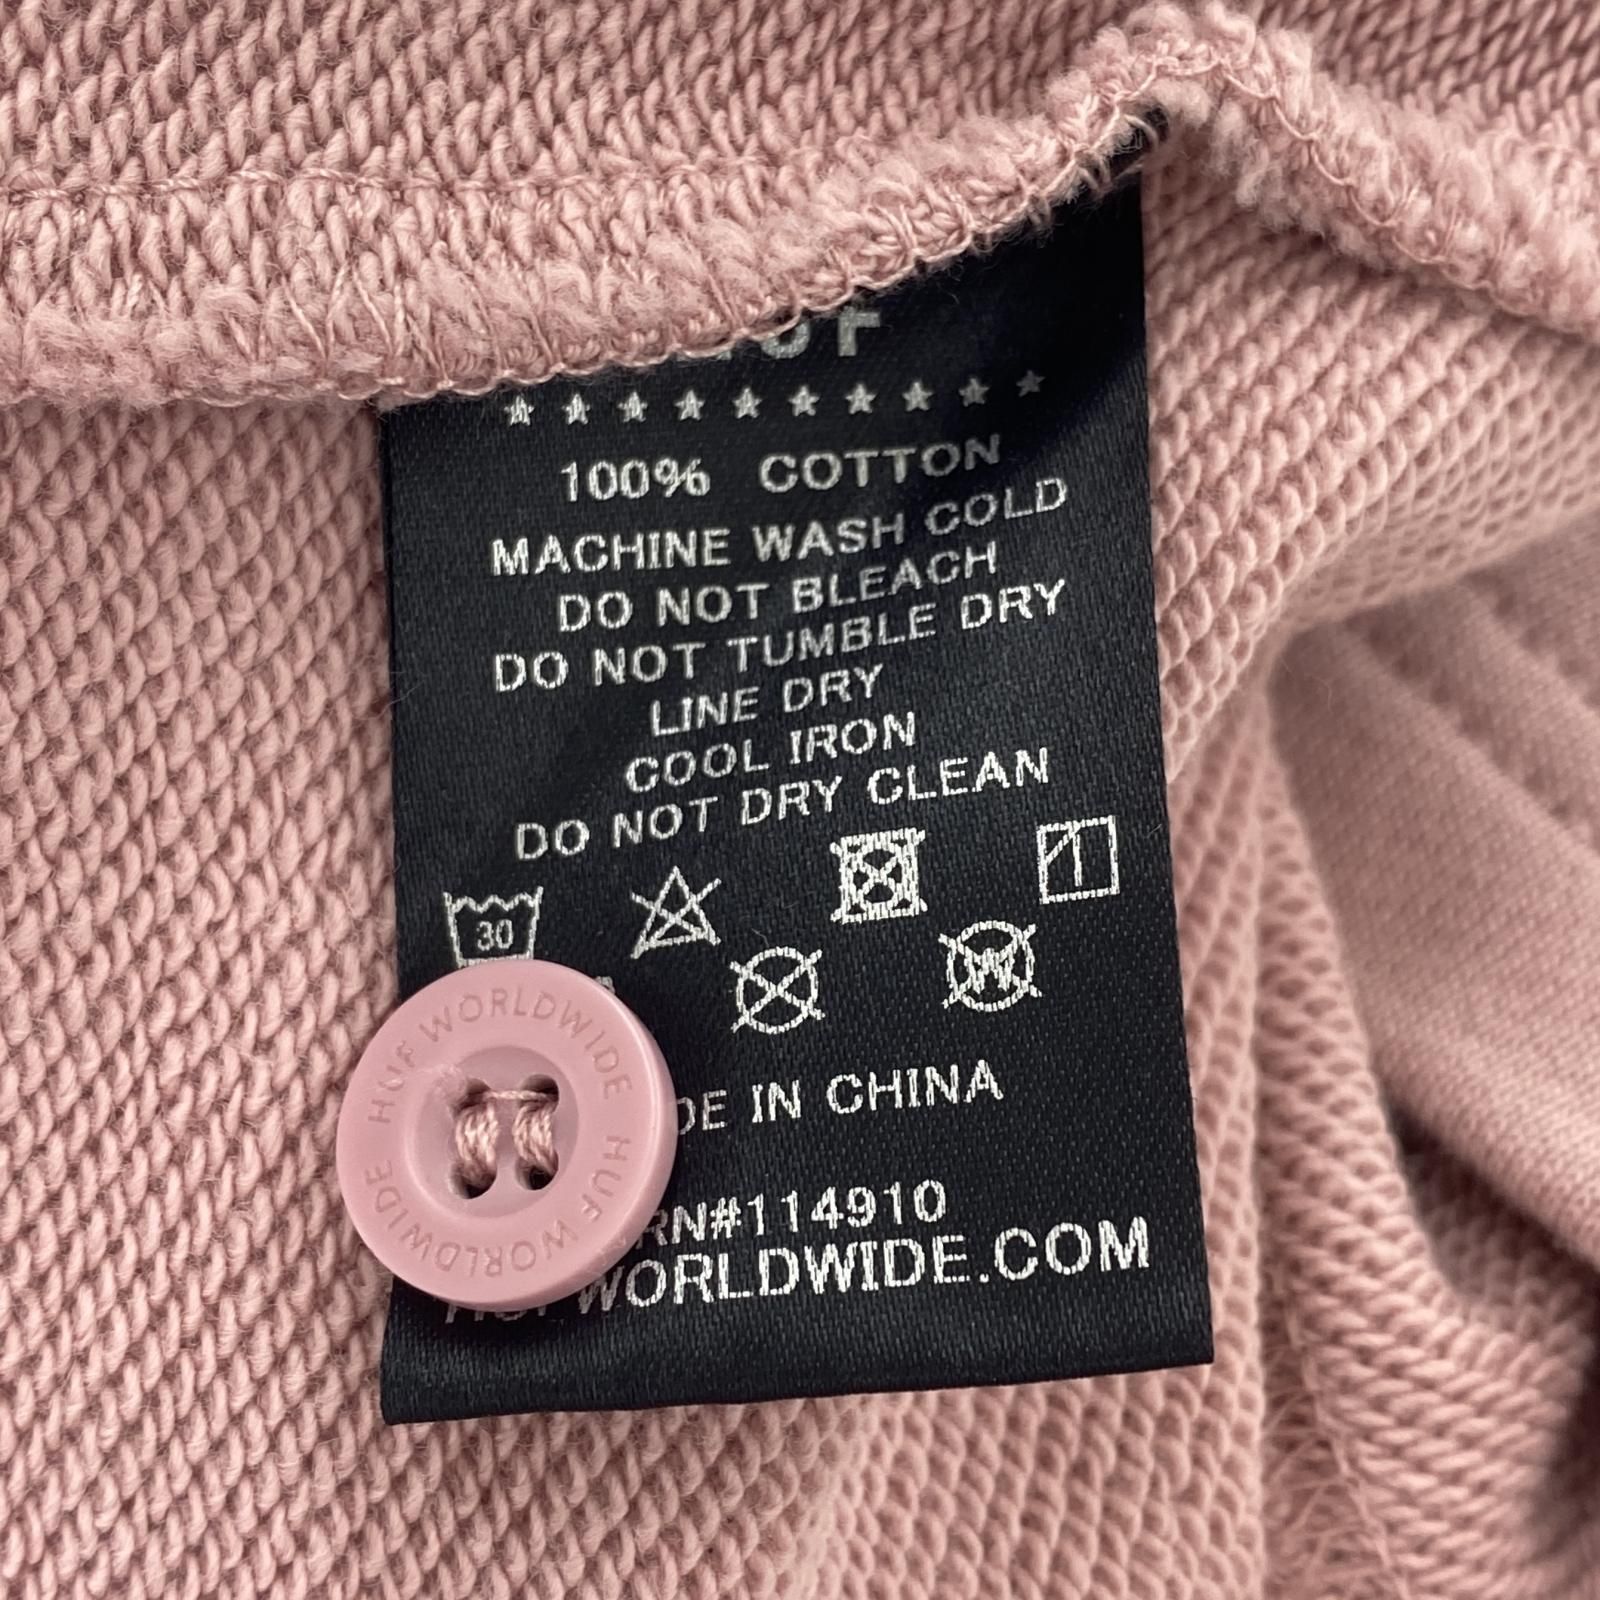 100% COTTON
MACHINE WASH COLD
DO NOT BLEACH
DO NOT TUMBLE DRY
LINE DRY
COOL IRON
DO NOT DRY CLEAN
30
W
IN CHINA
RN#114910
WORLDWIDE.COM
HUF WORLDWIDE HUF WORLDWIDE